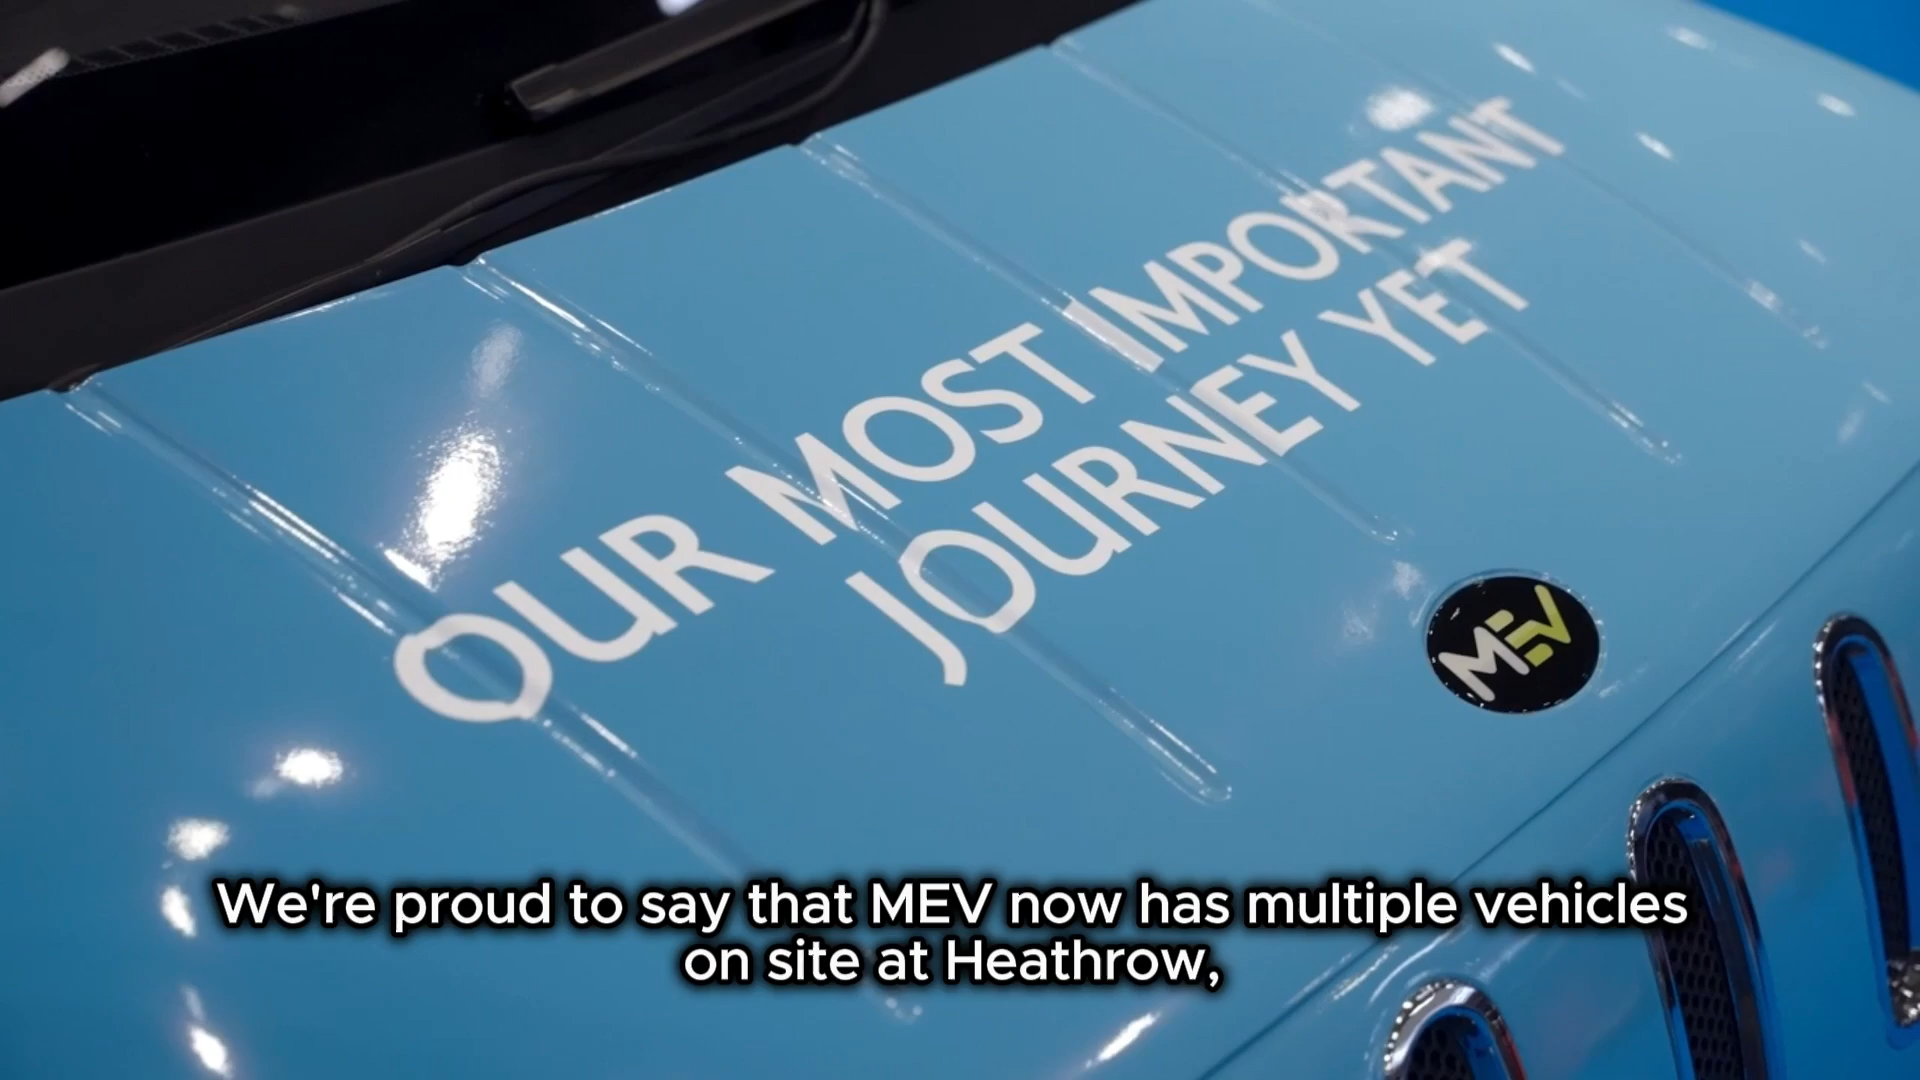 OUR MOST IMPORTANT
JOURNEY YET
MEV
We're proud to say that MEV now has multiple vehicles
on site at Heathrow,